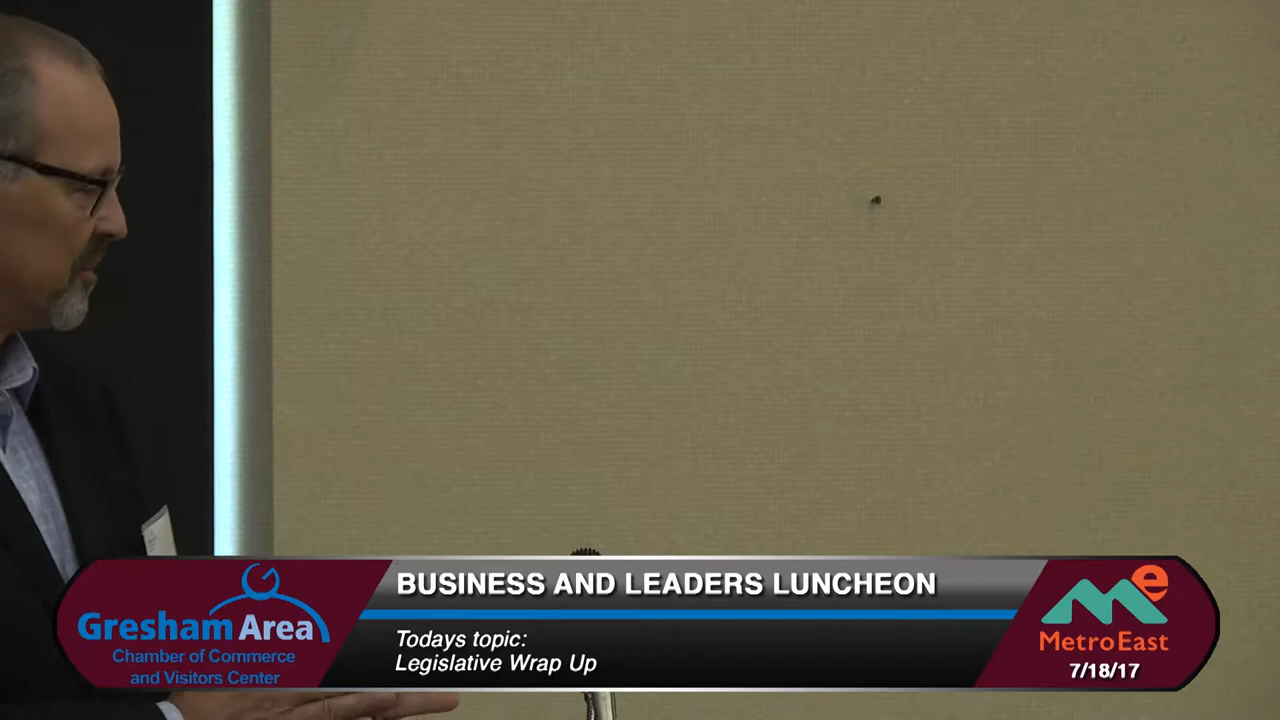 BUSINESS AND LEADERS LUNCHEON
Todays topic:
Legislative Wrap Up
Gresham Area
Chamber of Commerce
and Visitors Center
Me
MetroEast
7/18/17